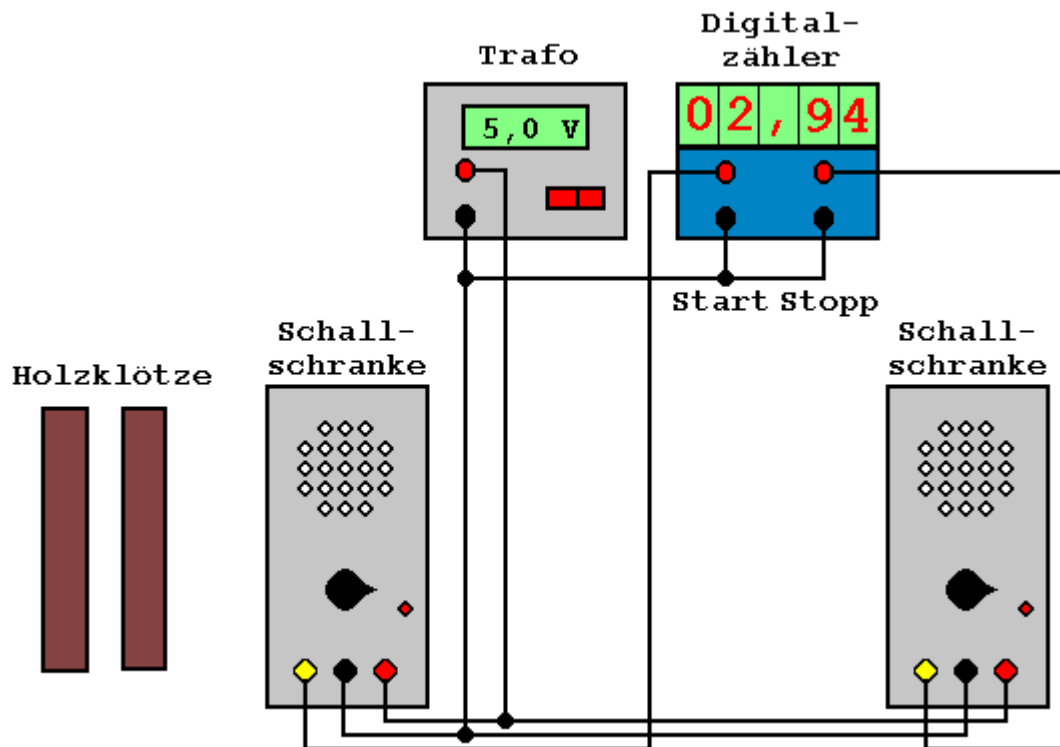 Digital-
zähler
Trafo
5,0 V
02,94
Start Stopp
Schall-
schranke
Schall-
schranke
Holzklötze